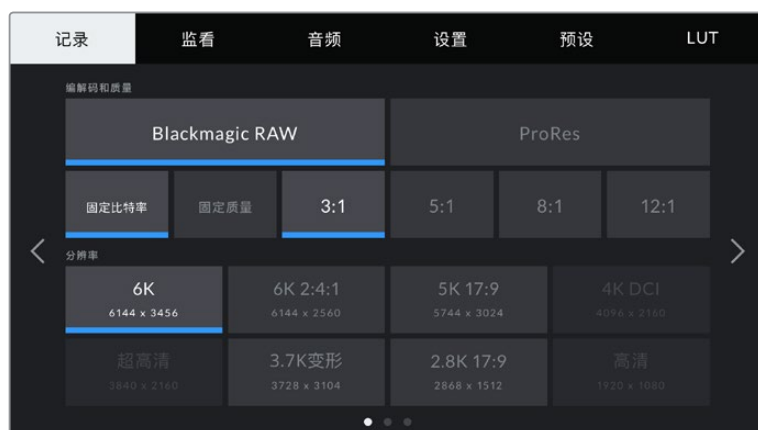 记录 监看 音频 设置 预设 LUT
编解码和质量
Blackmagic RAW ProRes
固定比特率 固定质量 3:1 5:1 8:1 12:1
分辨率
6K 6K 2:4:1 5K 17:9 4K DCI
6144 x 3456 6144 x 2560 5744 x 3024 4096 x 2160
超高清 3.7K变形 2.8K 17:9 高清
3840 x 2160 3728 x 3104 2868 x 1512 1920 x 1080